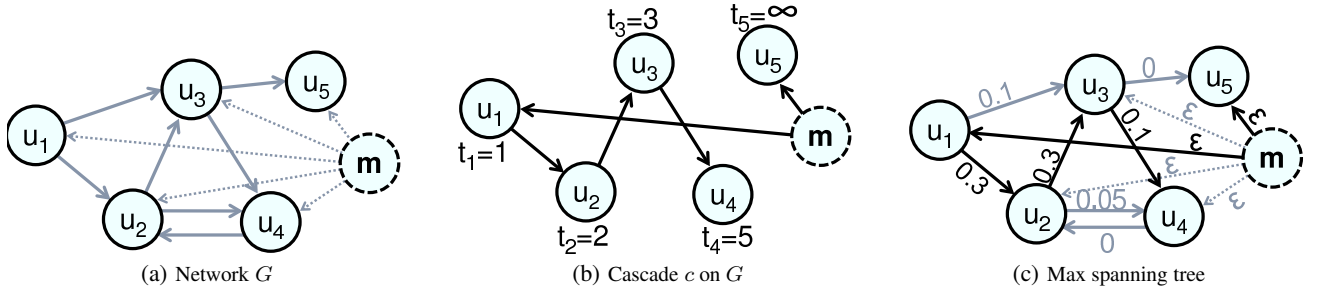 u1
u2
u3
u4
u5
m
(a) Network G
t1=1
t2=2
t3=3
t4=5
t5=∞
u1
u2
u3
u4
u5
m
(b) Cascade c on G
u1
u2
u3
u4
u5
m
0.1
0
0.3
0.3
0.1
0.05
0
ε
ε
ε
ε
ε
(c) Max spanning tree